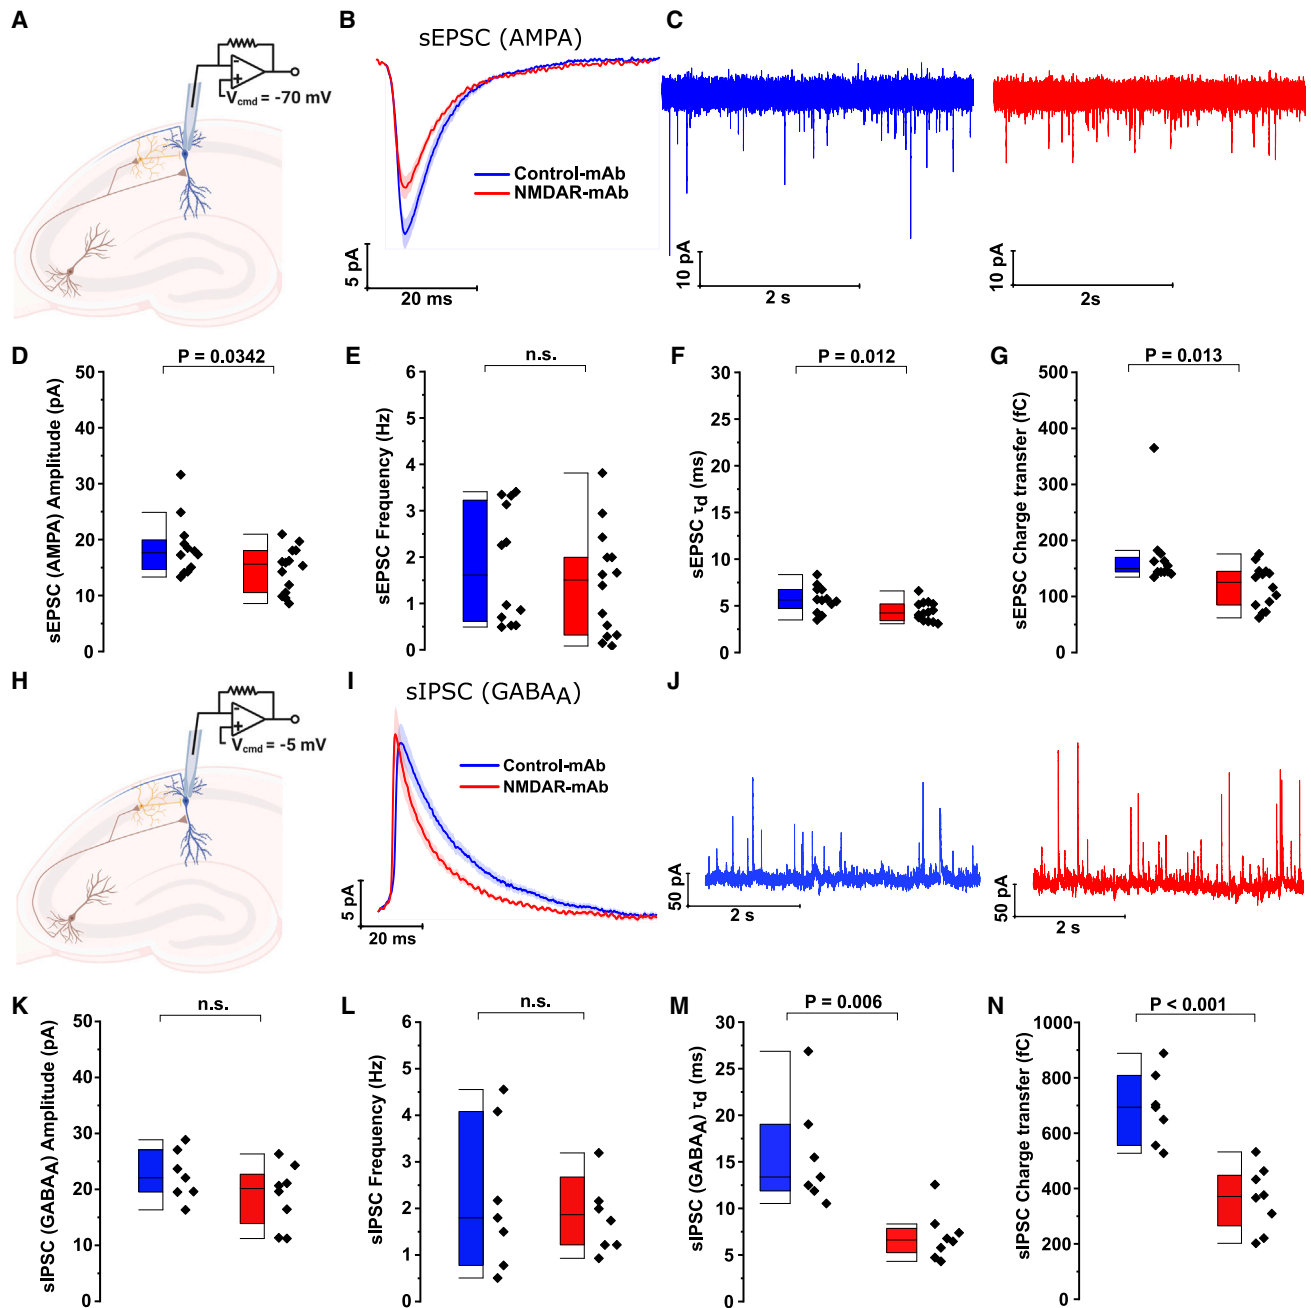 A
V_cmd = -70 mV
B
sEPSC (AMPA)
Control-mAb
NMDAR-mAb
5 pA
20 ms
C
10 pA
2 s
10 pA
2s
D
P = 0.0342
sEPSC (AMPA) Amplitude (pA)
50
40
30
20
10
0
E
n.s.
sEPSC Frequency (Hz)
6
5
4
3
2
1
0
F
P = 0.012
sEPSC τd (ms)
30
25
20
15
10
5
0
G
P = 0.013
sEPSC Charge transfer (fC)
500
400
300
200
100
0
H
V_cmd = -5 mV
I
sIPSC (GABA_A)
Control-mAb
NMDAR-mAb
5 pA
20 ms
J
50 pA
2 s
50 pA
2 s
K
n.s.
sIPSC (GABA_A) Amplitude (pA)
50
40
30
20
10
0
L
n.s.
sIPSC Frequency (Hz)
6
5
4
3
2
1
0
M
P = 0.006
sIPSC (GABA_A) τd (ms)
30
25
20
15
10
5
0
N
P < 0.001
sIPSC Charge transfer (fC)
1000
800
600
400
200
0